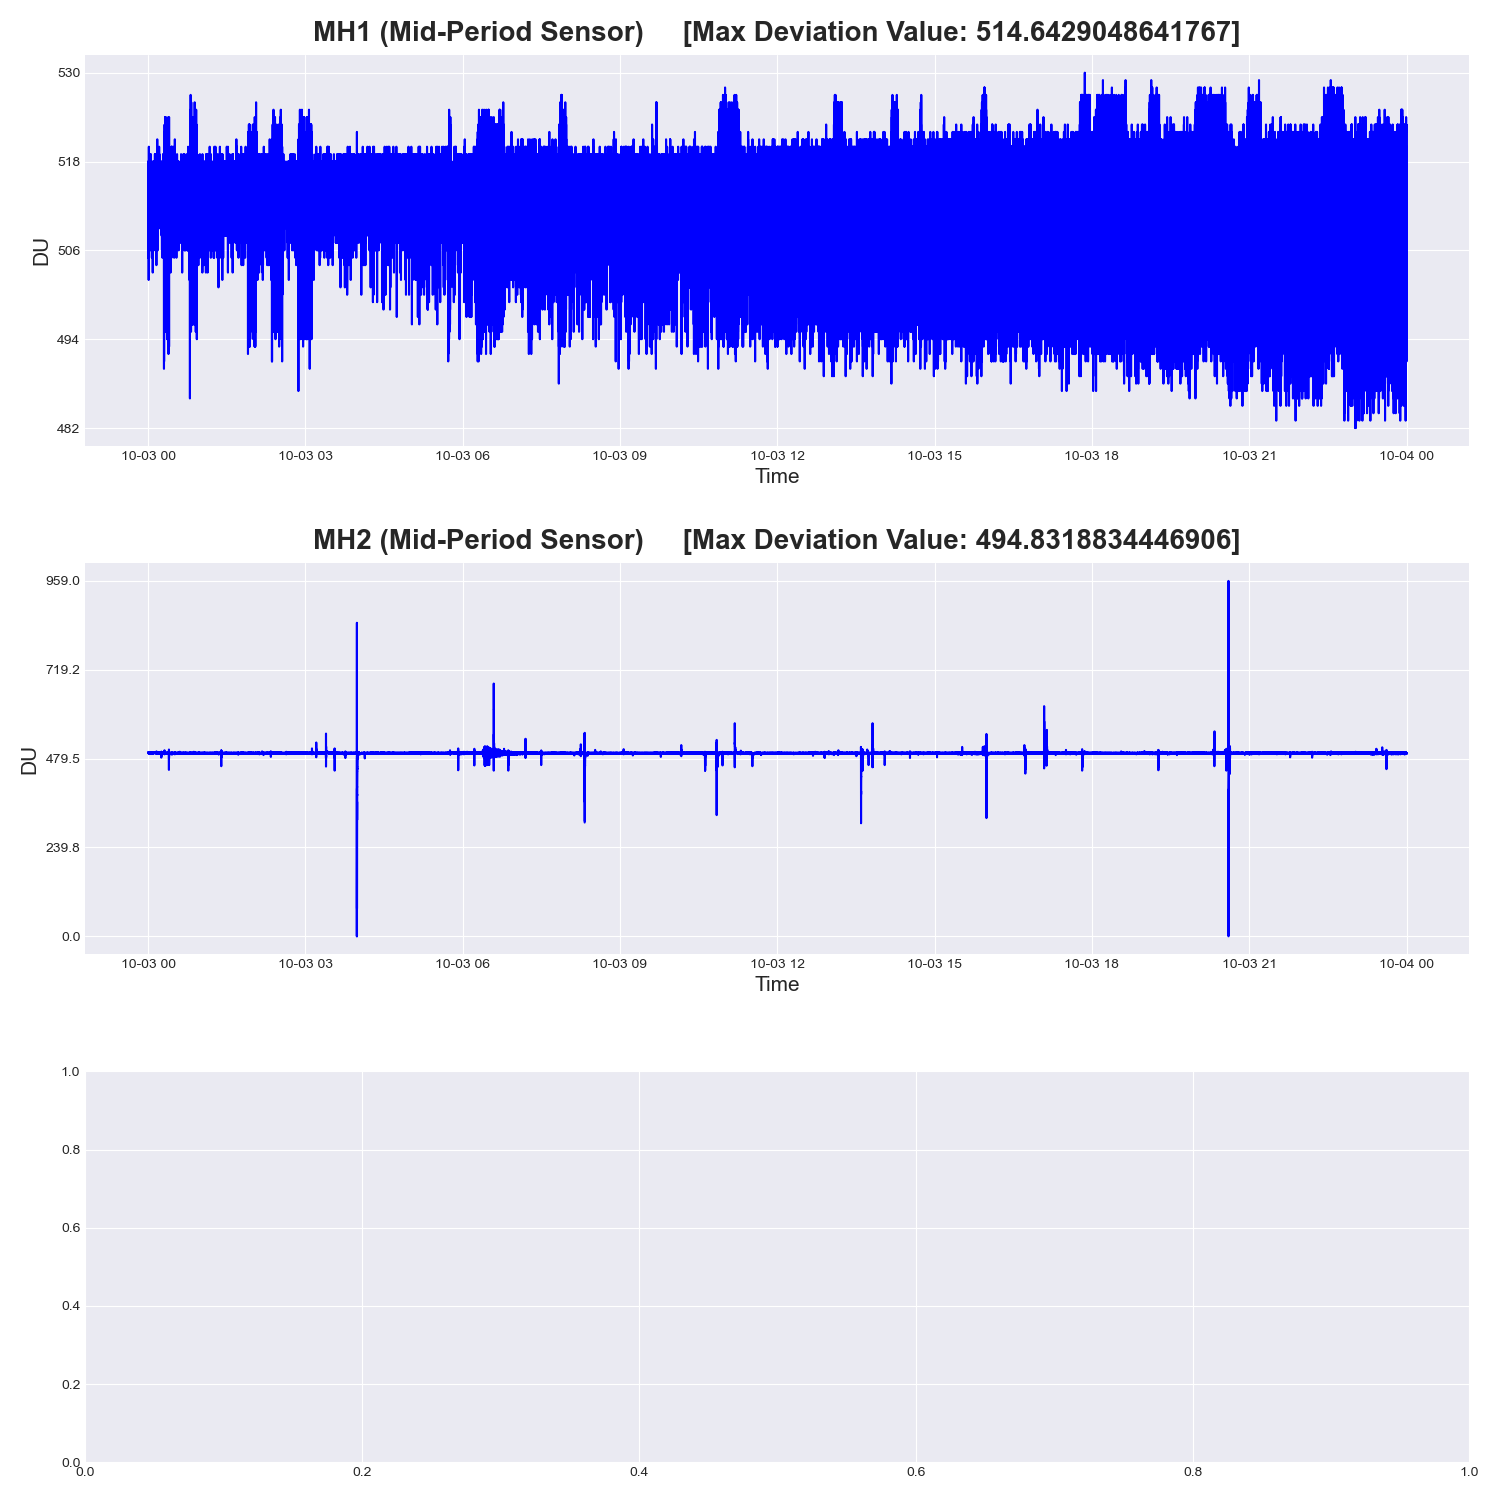 MH1 (Mid-Period Sensor) [Max Deviation Value: 514.6429048641767]
530
518
506
494
482
DU
10-03 00 10-03 03 10-03 06 10-03 09 10-03 12 10-03 15 10-03 18 10-03 21 10-04 00
Time
MH2 (Mid-Period Sensor) [Max Deviation Value: 494.8318834446906]
959.0
719.2
479.5
239.8
0.0
DU
10-03 00 10-03 03 10-03 06 10-03 09 10-03 12 10-03 15 10-03 18 10-03 21 10-04 00
Time
1.0
0.8
0.6
0.4
0.2
0.0
0.0 0.2 0.4 0.6 0.8 1.0